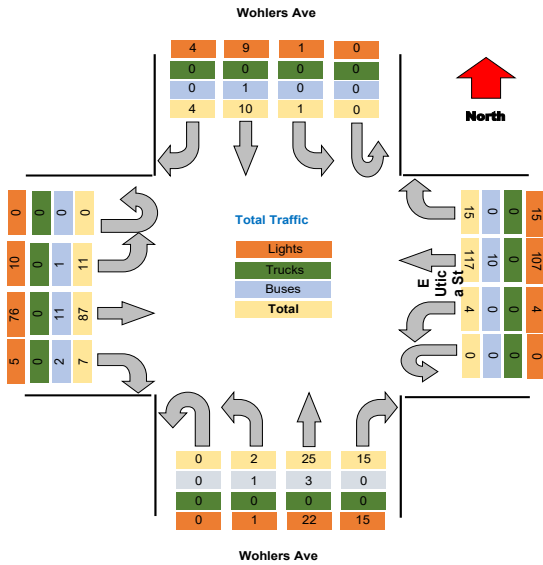 Wohlers Ave
4 9 1 0
0 0 0 0
0 1 0 0
4 10 1 0
North
0 0 0 0
10 0 1 11
76 0 11 87
5 0 2 7
Total Traffic
Lights
Trucks
Buses
Total
E
Utic
a St
15 0 0 15
117 10 0 107
4 0 0 4
0 0 0 0
0 2 25 15
0 1 3 0
0 0 0 0
0 1 22 15
Wohlers Ave